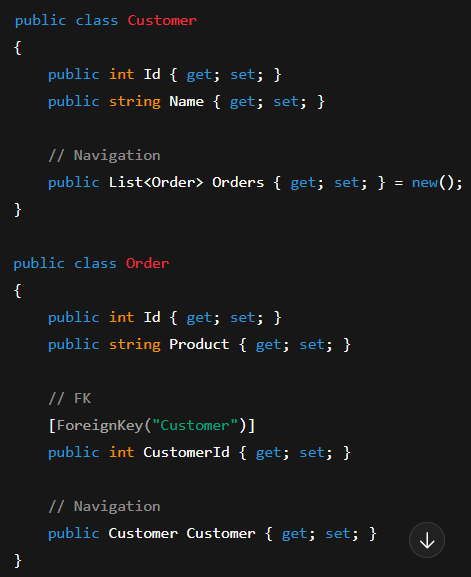 public class Customer
{
    public int Id { get; set; }
    public string Name { get; set; }

    // Navigation
    public List<Order> Orders { get; set; } = new();
}

public class Order
{
    public int Id { get; set; }
    public string Product { get; set; }

    // FK
    [ForeignKey("Customer")]
    public int CustomerId { get; set; }

    // Navigation
    public Customer Customer { get; set; }
}